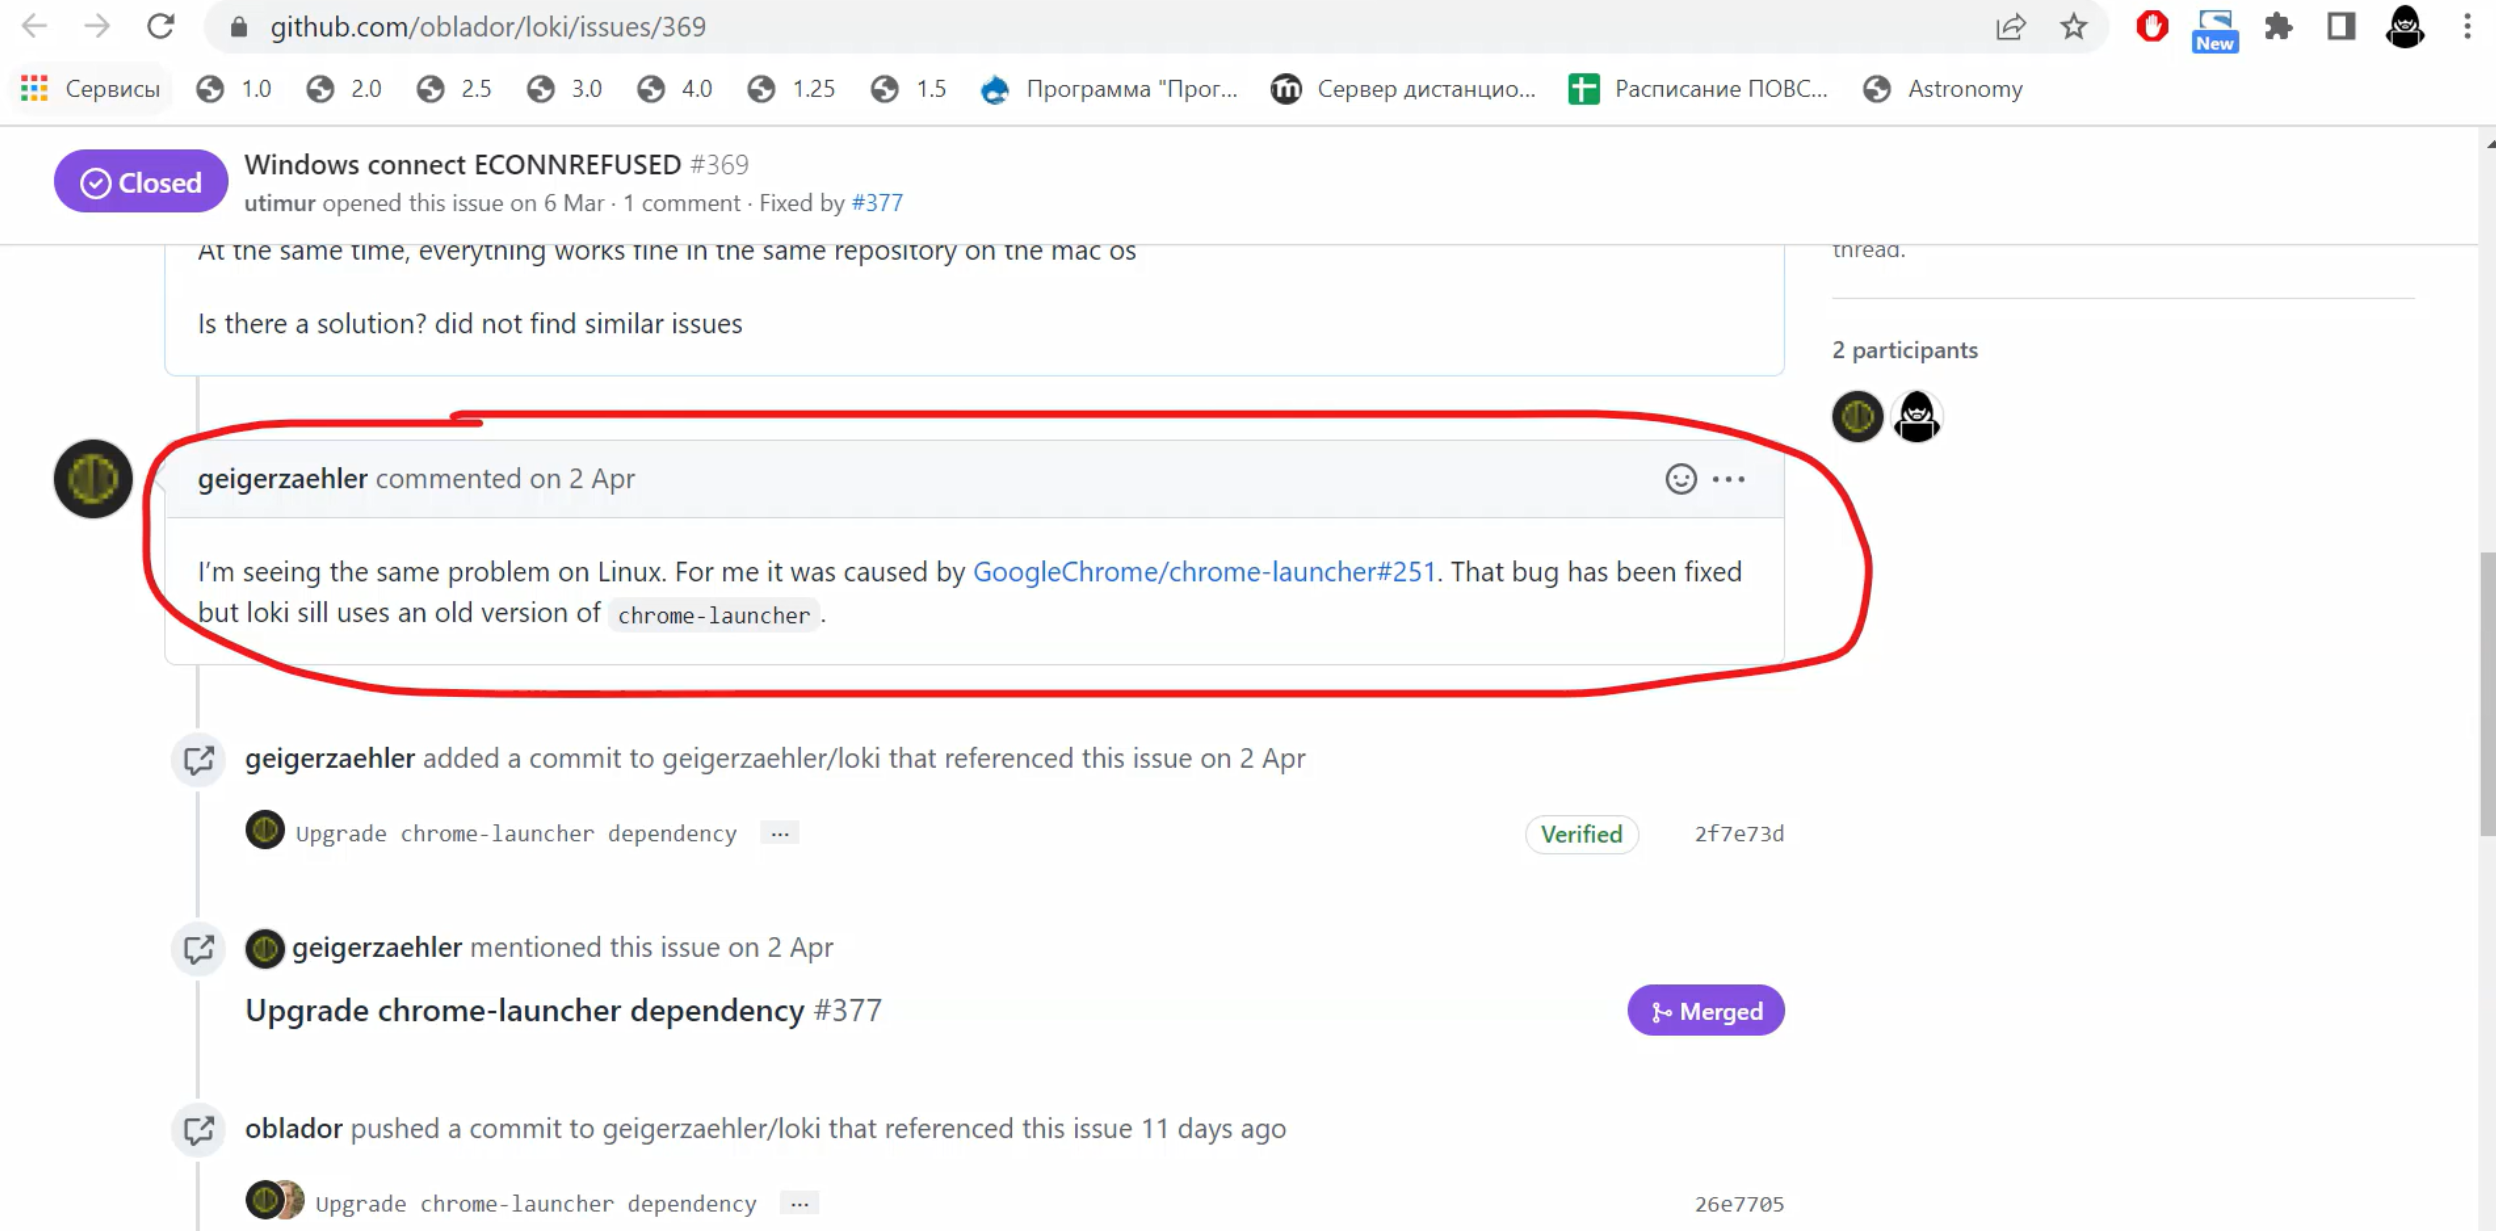 github.com/oblador/loki/issues/369
New
Сервисы 1.0 2.0 2.5 3.0 4.0 1.25 1.5 Программа "Прог... Сервер дистанцио... Расписание ПОВС... Astronomy
Closed
Windows connect ECONNREFUSED #369
utimur opened this issue on 6 Mar · 1 comment · Fixed by #377
At the same time, everything works fine in the same repository on the mac os
thread.
Is there a solution? did not find similar issues
2 participants
geigerzaehler commented on 2 Apr
I’m seeing the same problem on Linux. For me it was caused by GoogleChrome/chrome-launcher#251. That bug has been fixed
but loki sill uses an old version of chrome-launcher.
geigerzaehler added a commit to geigerzaehler/loki that referenced this issue on 2 Apr
Upgrade chrome-launcher dependency ... Verified 2f7e73d
geigerzaehler mentioned this issue on 2 Apr
Upgrade chrome-launcher dependency #377 Merged
oblador pushed a commit to geigerzaehler/loki that referenced this issue 11 days ago
Upgrade chrome-launcher dependency ... 26e7705